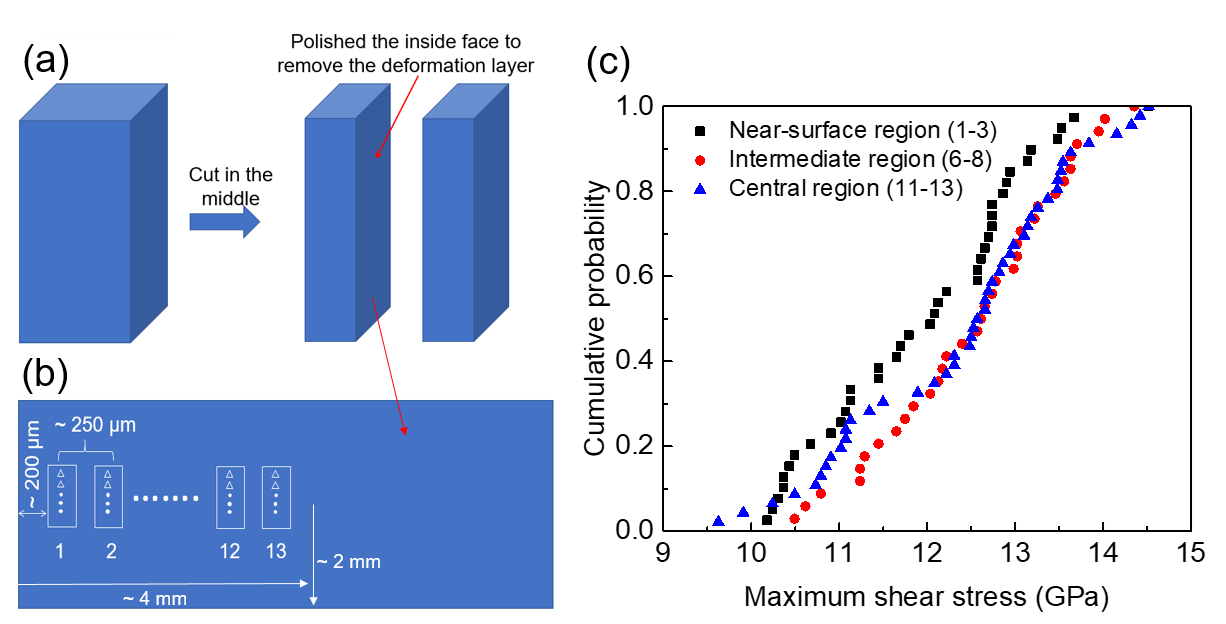 (a)
Polished the inside face to
remove the deformation layer
Cut in the
middle
(b)
~ 250 μm
~ 200 μm
1 2 12 13
~ 2 mm
~ 4 mm
(c)
Near-surface region (1-3)
Intermediate region (6-8)
Central region (11-13)
Cumulative probability
1.0
0.8
0.6
0.4
0.2
0.0
9 10 11 12 13 14 15
Maximum shear stress (GPa)